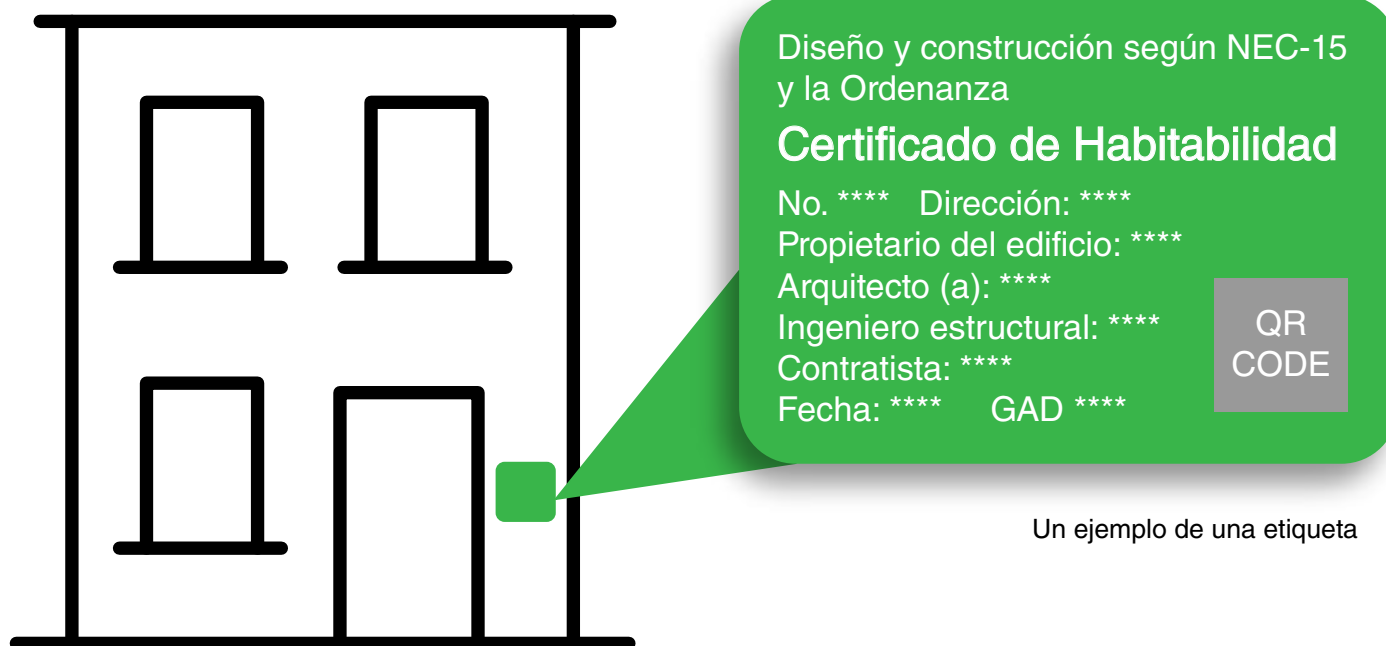 Diseño y construcción según NEC-15
y la Ordenanza
Certificado de Habitabilidad
No. **** Dirección: ****
Propietario del edificio: ****
Arquitecto (a): ****
Ingeniero estructural: ****
Contratista: ****
Fecha: **** GAD ****
QR
CODE
Un ejemplo de una etiqueta